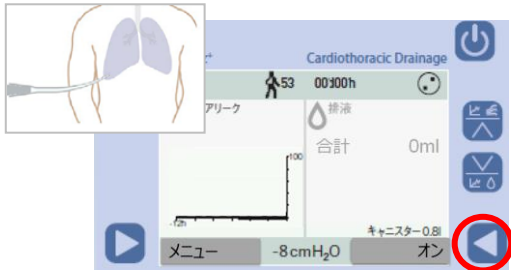 Cardiothoracic Drainage
53 00:00h
アリーク
排液
合計 0ml
100
-12h
キャニスター 0.8l
メニュー -8cmH₂O オン